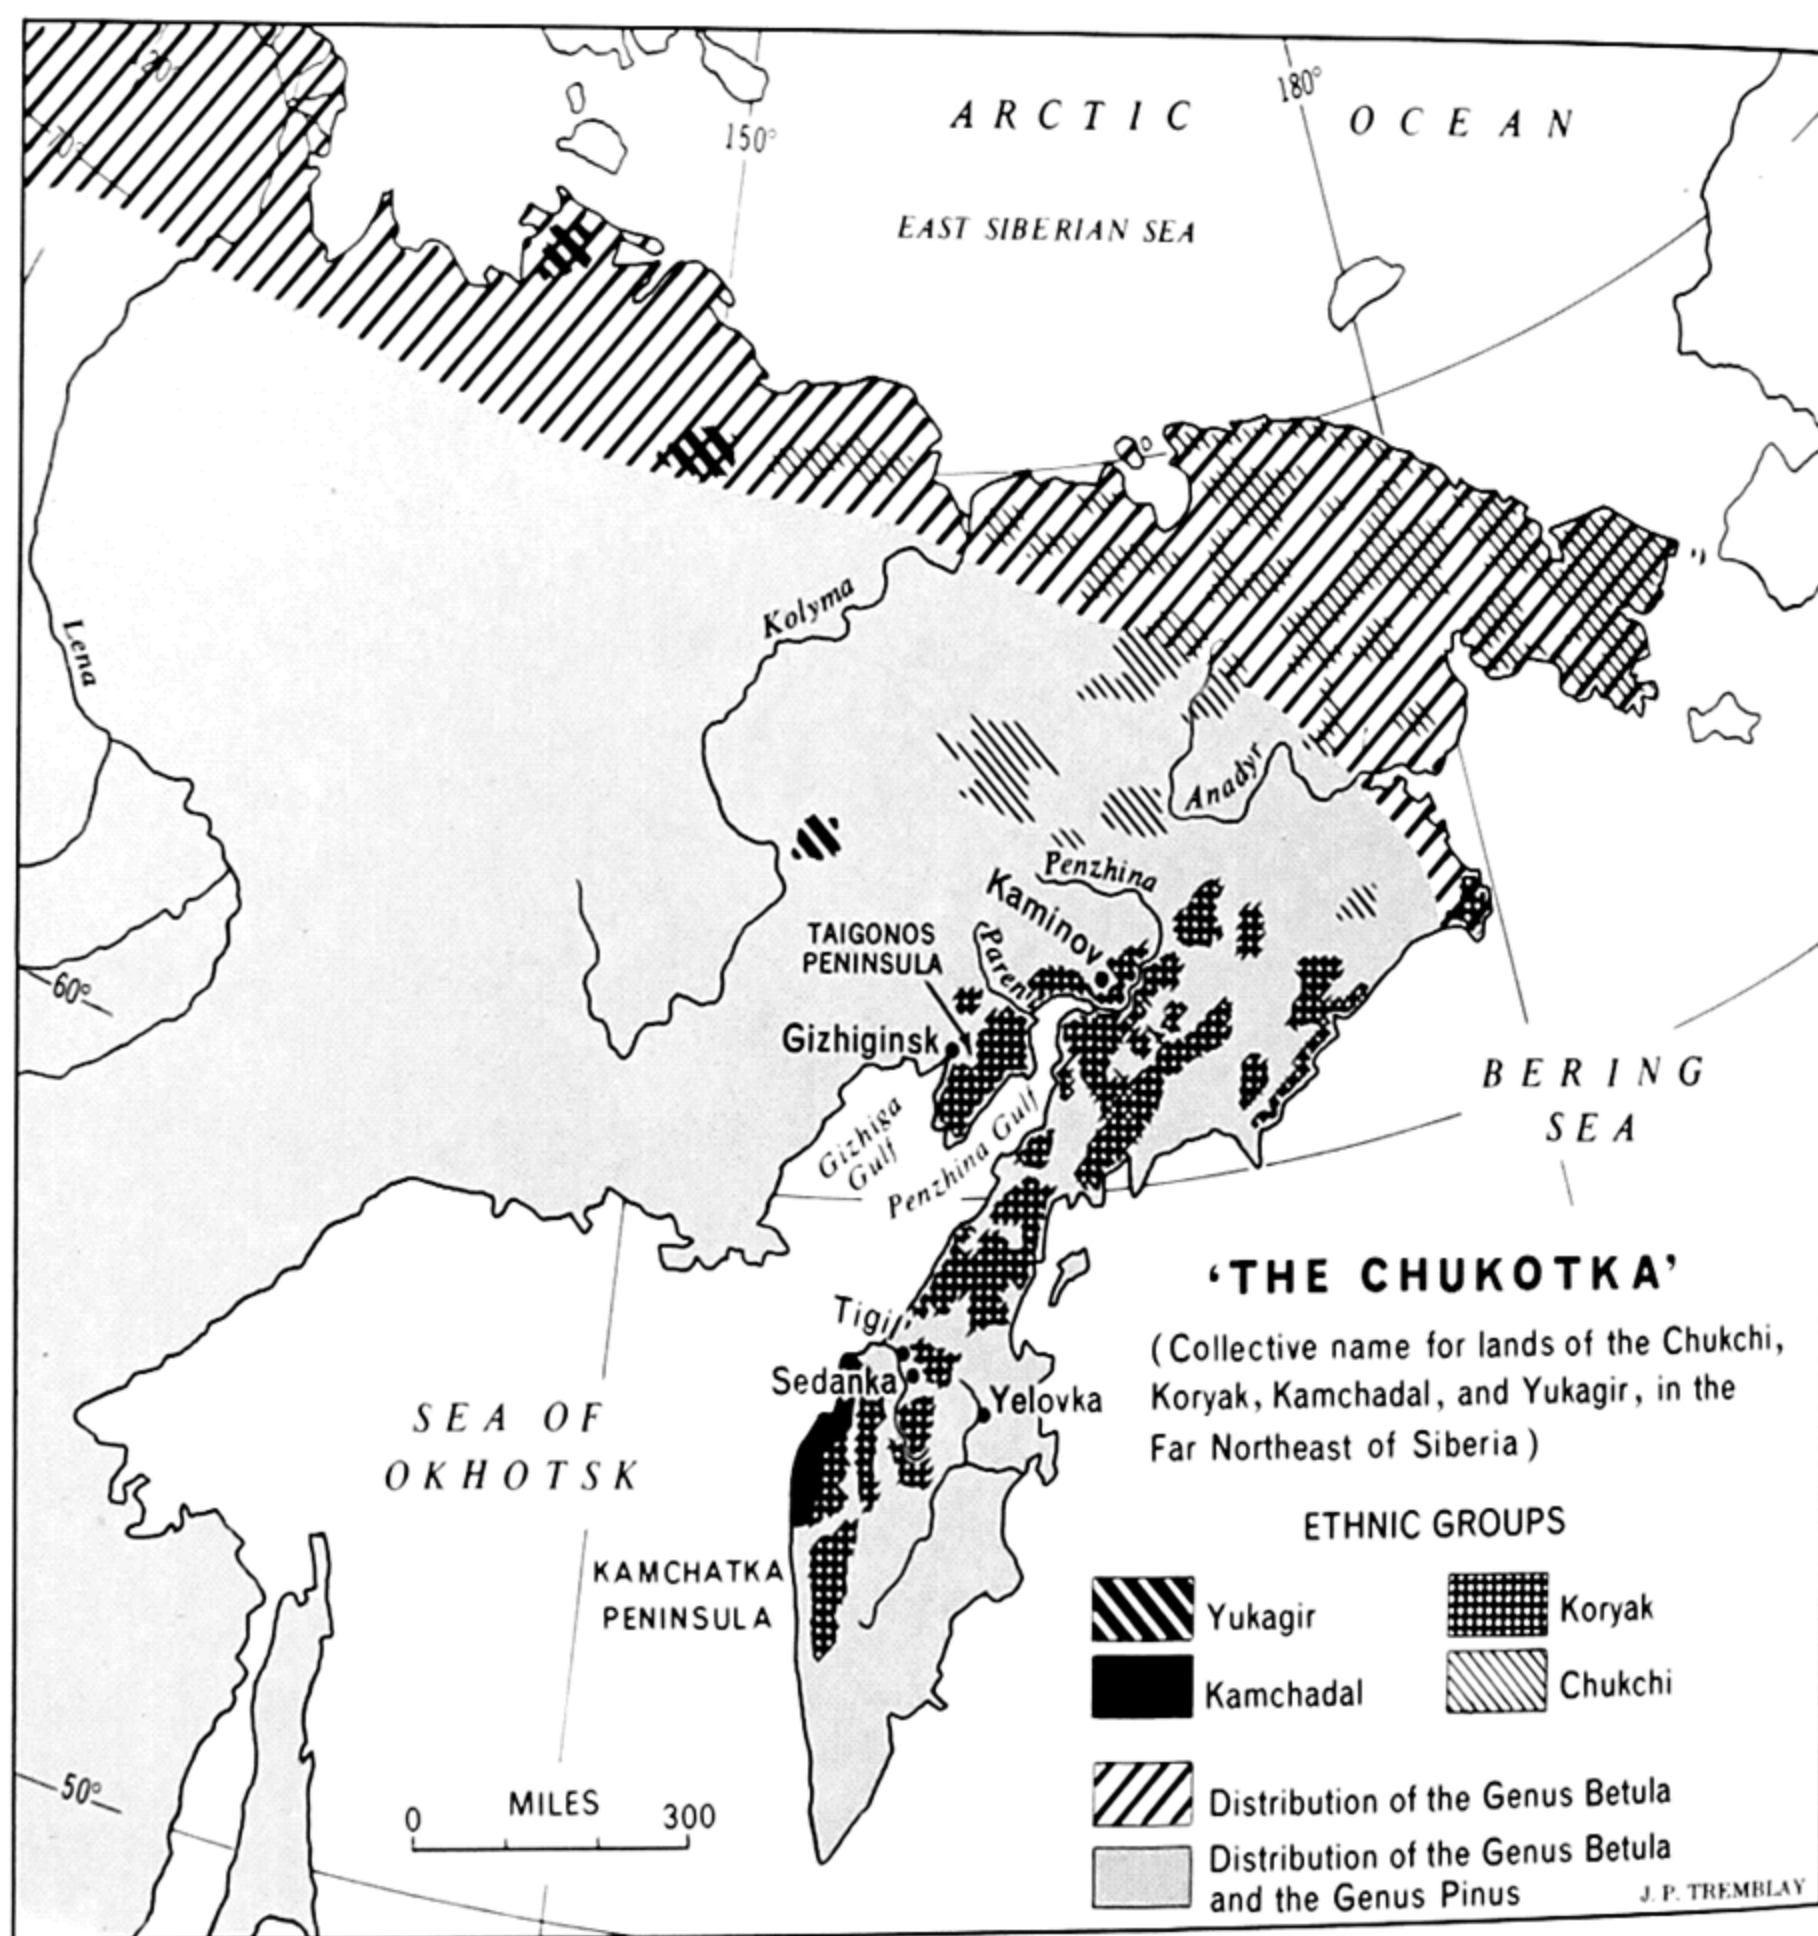 130°
70°
150°
180°
ARCTIC OCEAN
EAST SIBERIAN SEA
Lena
Kolyma
Anadyr
Penzhina
Kaminov
TAIGONOS
PENINSULA
Paren'
60°
Gizhiginsk
Gizhiga
Gulf
Penzhina Gulf
BERING
SEA
Tigil'
Sedanka
Yelovka
SEA OF
OKHOTSK
KAMCHATKA
PENINSULA
50°
MILES
0 300
‘THE CHUKOTKA’
(Collective name for lands of the Chukchi,
Koryak, Kamchadal, and Yukagir, in the
Far Northeast of Siberia)
ETHNIC GROUPS
Yukagir
Koryak
Kamchadal
Chukchi
Distribution of the Genus Betula
Distribution of the Genus Betula
and the Genus Pinus
J. P. TREMBLAY